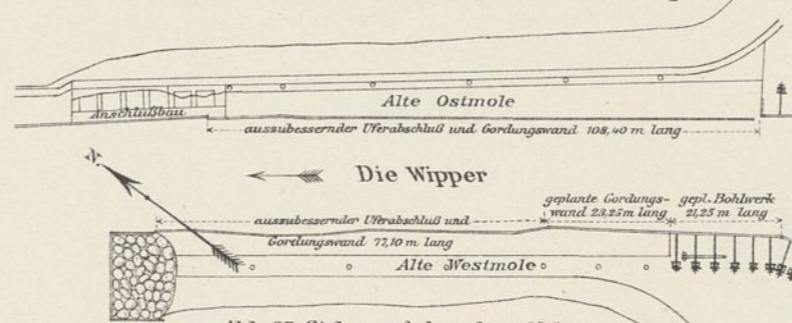 Alte Ostmole
Anschlußbau
auszubessernder Uferabschluß und Gordungswand 108,40 m lang
N.
Die Wipper
geplante Gordungs-
wand 23,25 m lang
gepl. Bohlwerk
21,25 m lang
auszubessernder Uferabschluß und
Gordungswand 77,10 m lang
Alte Westmole